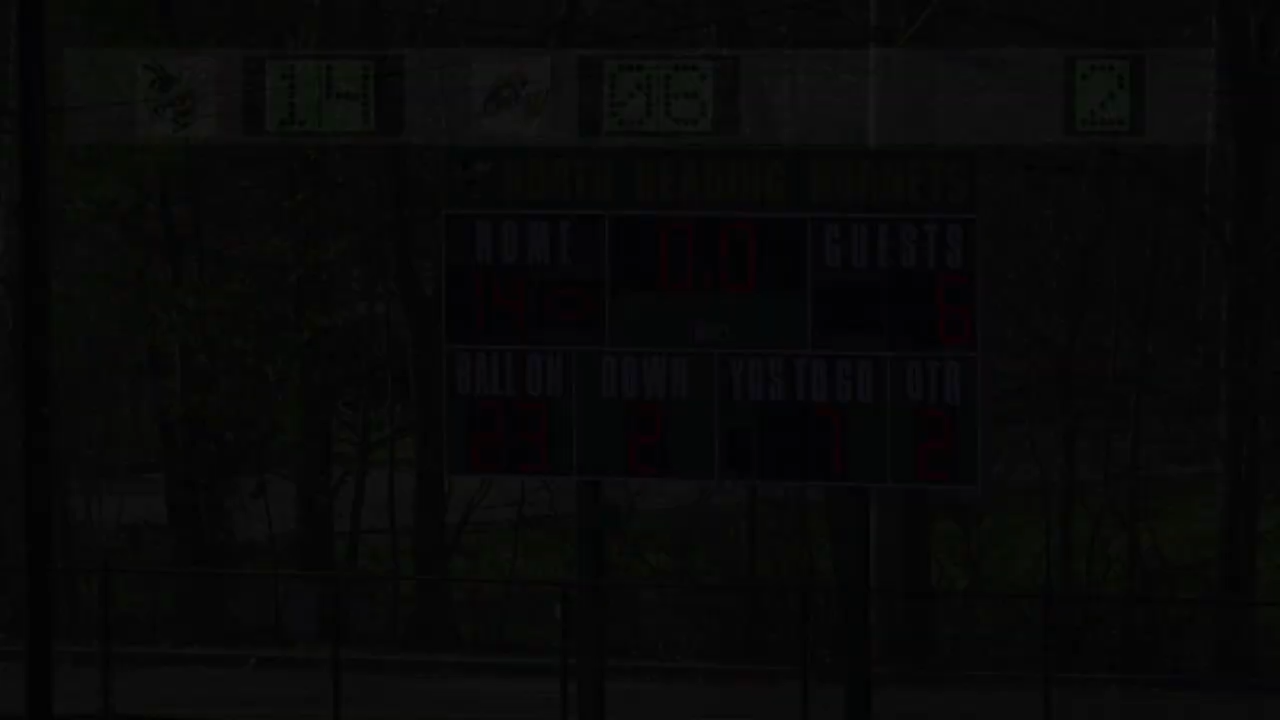 14 06 2
NORTH READING HORNETS
HOME 0.0 GUESTS
14 6
BALL ON DOWN YDS TO GO QTR
23 2 7 2